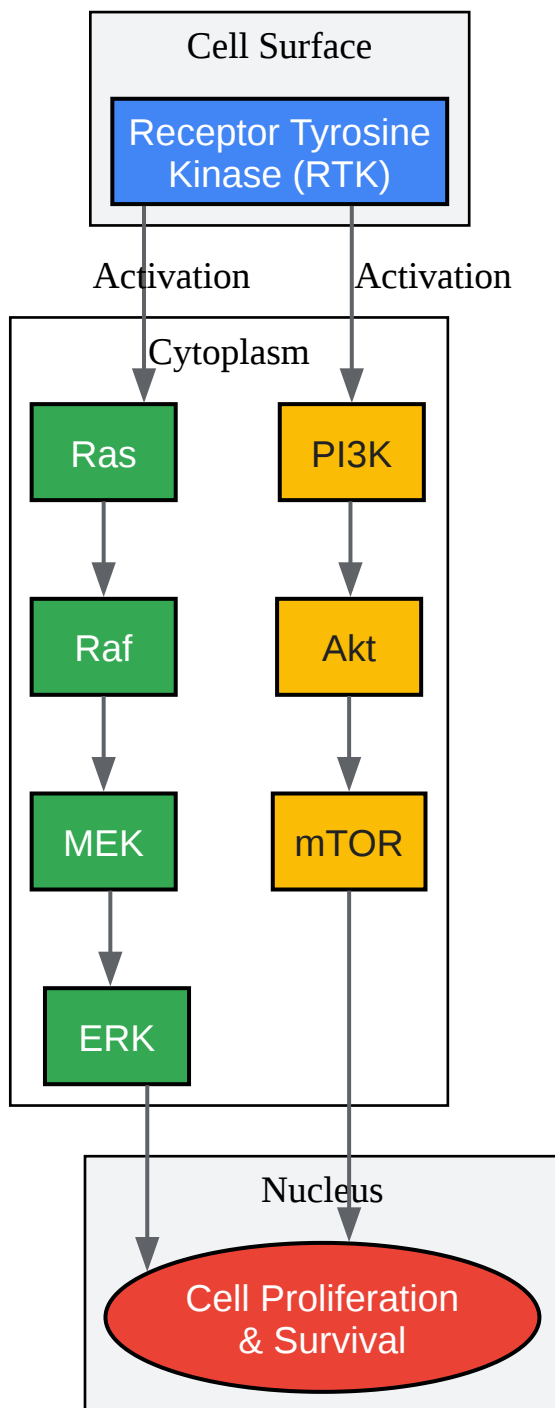 Cell Surface
Receptor Tyrosine
Kinase (RTK)
Activation
Activation
Cytoplasm
Ras
PI3K
Raf
Akt
MEK
mTOR
ERK
Nucleus
Cell Proliferation
& Survival